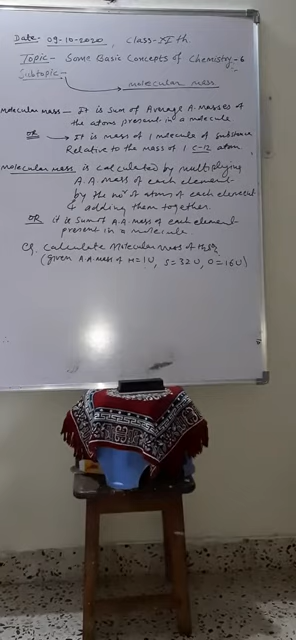 Date- 09-10-2020, Class-XI th.
Topic- Some Basic Concepts of Chemistry-6
Subtopic-
molecular mass
Molecular mass - It is sum of Average A. Masses of
the atoms present in a molecule
OR → It is mass of 1 molecule of substance
Relative to the mass of 1 C-12 atom.
Molecular mass is calculated by multiplying
A.A mass of each element
by the no. of atoms of each element
& adding them together.
OR it is sum of A.A. mass of each element
present in a molecule.
eg. Calculate Molecular mass of
(given A.A. mass of H=1U, S=32U, O=16U)